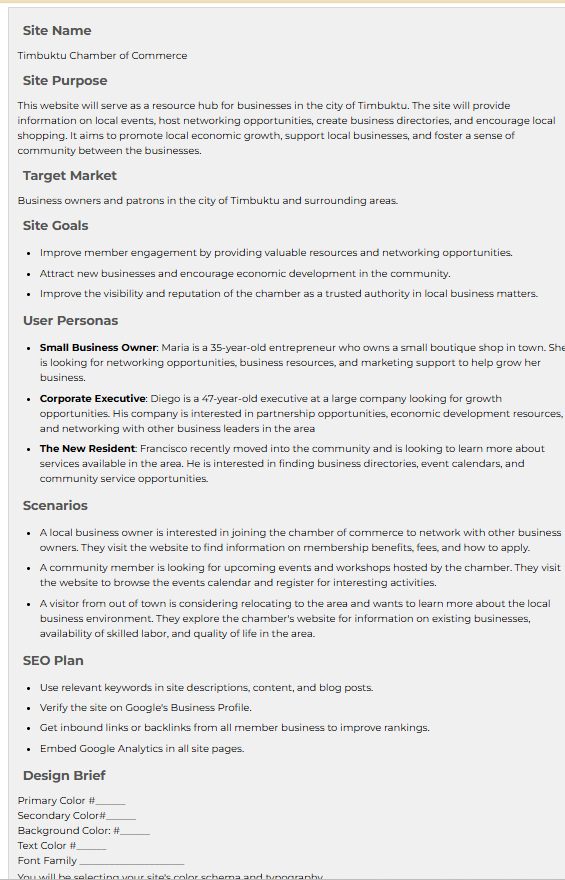 Site Name
Timbuktu Chamber of Commerce
Site Purpose
This website will serve as a resource hub for businesses in the city of Timbuktu. The site will provide
information on local events, host networking opportunities, create business directories, and encourage local
shopping. It aims to promote local economic growth, support local businesses, and foster a sense of
community between the businesses.
Target Market
Business owners and patrons in the city of Timbuktu and surrounding areas.
Site Goals
• Improve member engagement by providing valuable resources and networking opportunities.
• Attract new businesses and encourage economic development in the community.
• Improve the visibility and reputation of the chamber as a trusted authority in local business matters.
User Personas
• Small Business Owner: Maria is a 35-year-old entrepreneur who owns a small boutique shop in town. She
is looking for networking opportunities, business resources, and marketing support to help grow her
business.
• Corporate Executive: Diego is a 47-year-old executive at a large company looking for growth
opportunities. His company is interested in partnership opportunities, economic development resources,
and networking with other business leaders in the area
• The New Resident: Francisco recently moved into the community and is looking to learn more about
services available in the area. He is interested in finding business directories, event calendars, and
community service opportunities.
Scenarios
• A local business owner is interested in joining the chamber of commerce to network with other business
owners. They visit the website to find information on membership benefits, fees, and how to apply.
• A community member is looking for upcoming events and workshops hosted by the chamber. They visit
the website to browse the events calendar and register for interesting activities.
• A visitor from out of town is considering relocating to the area and wants to learn more about the local
business environment. They explore the chamber's website for information on existing businesses,
availability of skilled labor, and quality of life in the area.
SEO Plan
• Use relevant keywords in site descriptions, content, and blog posts.
• Verify the site on Google's Business Profile.
• Get inbound links or backlinks from all member business to improve rankings.
• Embed Google Analytics in all site pages.
Design Brief
Primary Color #______
Secondary Color#______
Background Color: #______
Text Color #______
Font Family _____________________
You will be selecting your site's color schema and typography